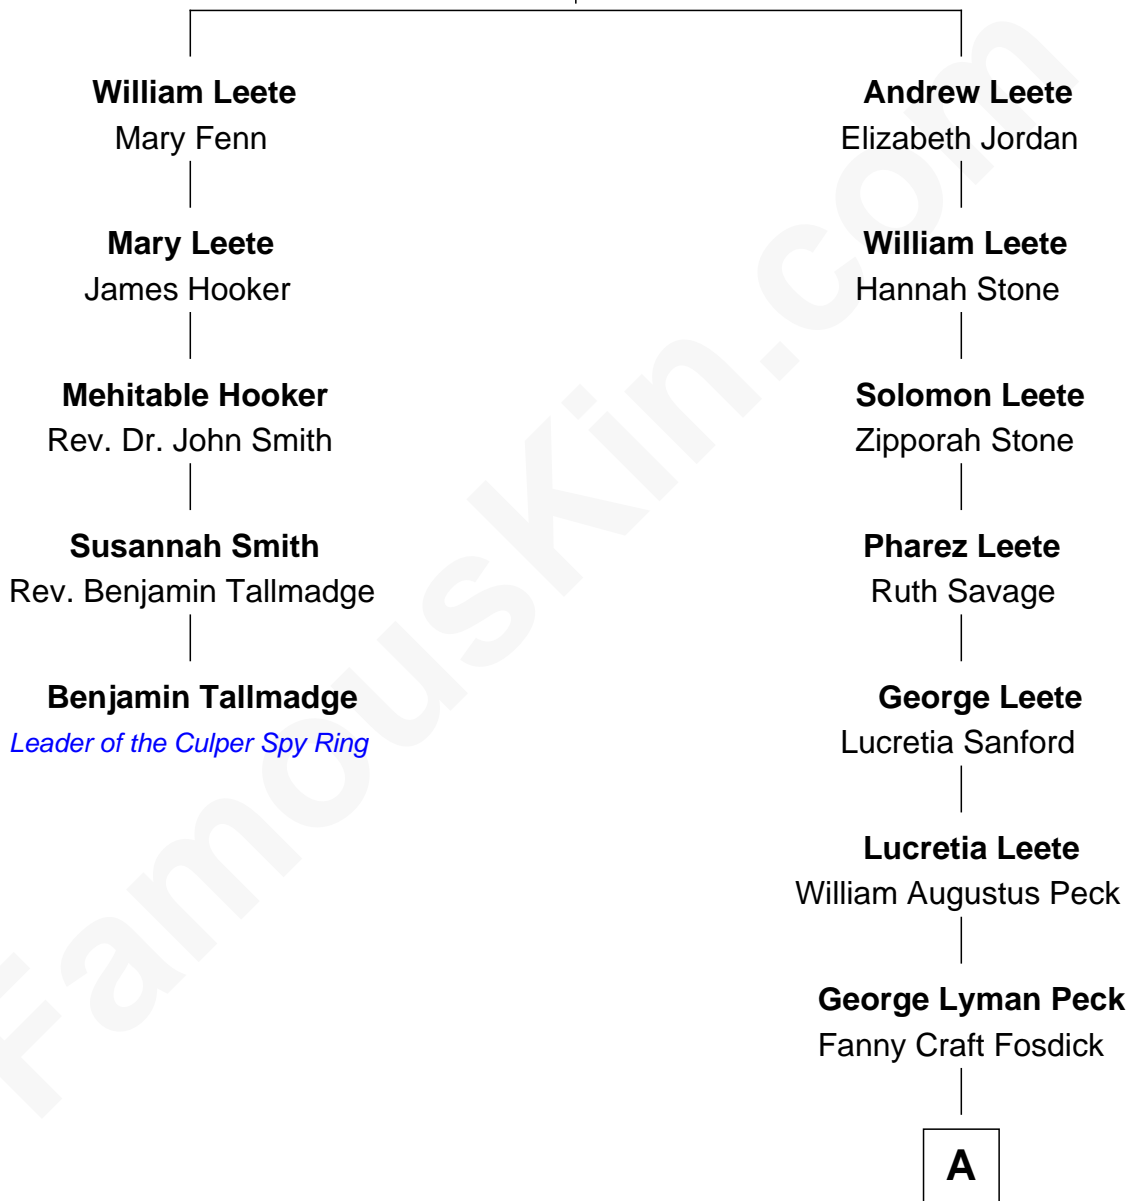 William Leete
Mary Fenn
Mary Leete
James Hooker
Mehitable Hooker
Rev. Dr. John Smith
Susannah Smith
Rev. Benjamin Tallmadge
Benjamin Tallmadge
Leader of the Culper Spy Ring
Andrew Leete
Elizabeth Jordan
William Leete
Hannah Stone
Solomon Leete
Zipporah Stone
Pharez Leete
Ruth Savage
George Leete
Lucretia Sanford
Lucretia Leete
William Augustus Peck
George Lyman Peck
Fanny Craft Fosdick
A
FamousKin.com